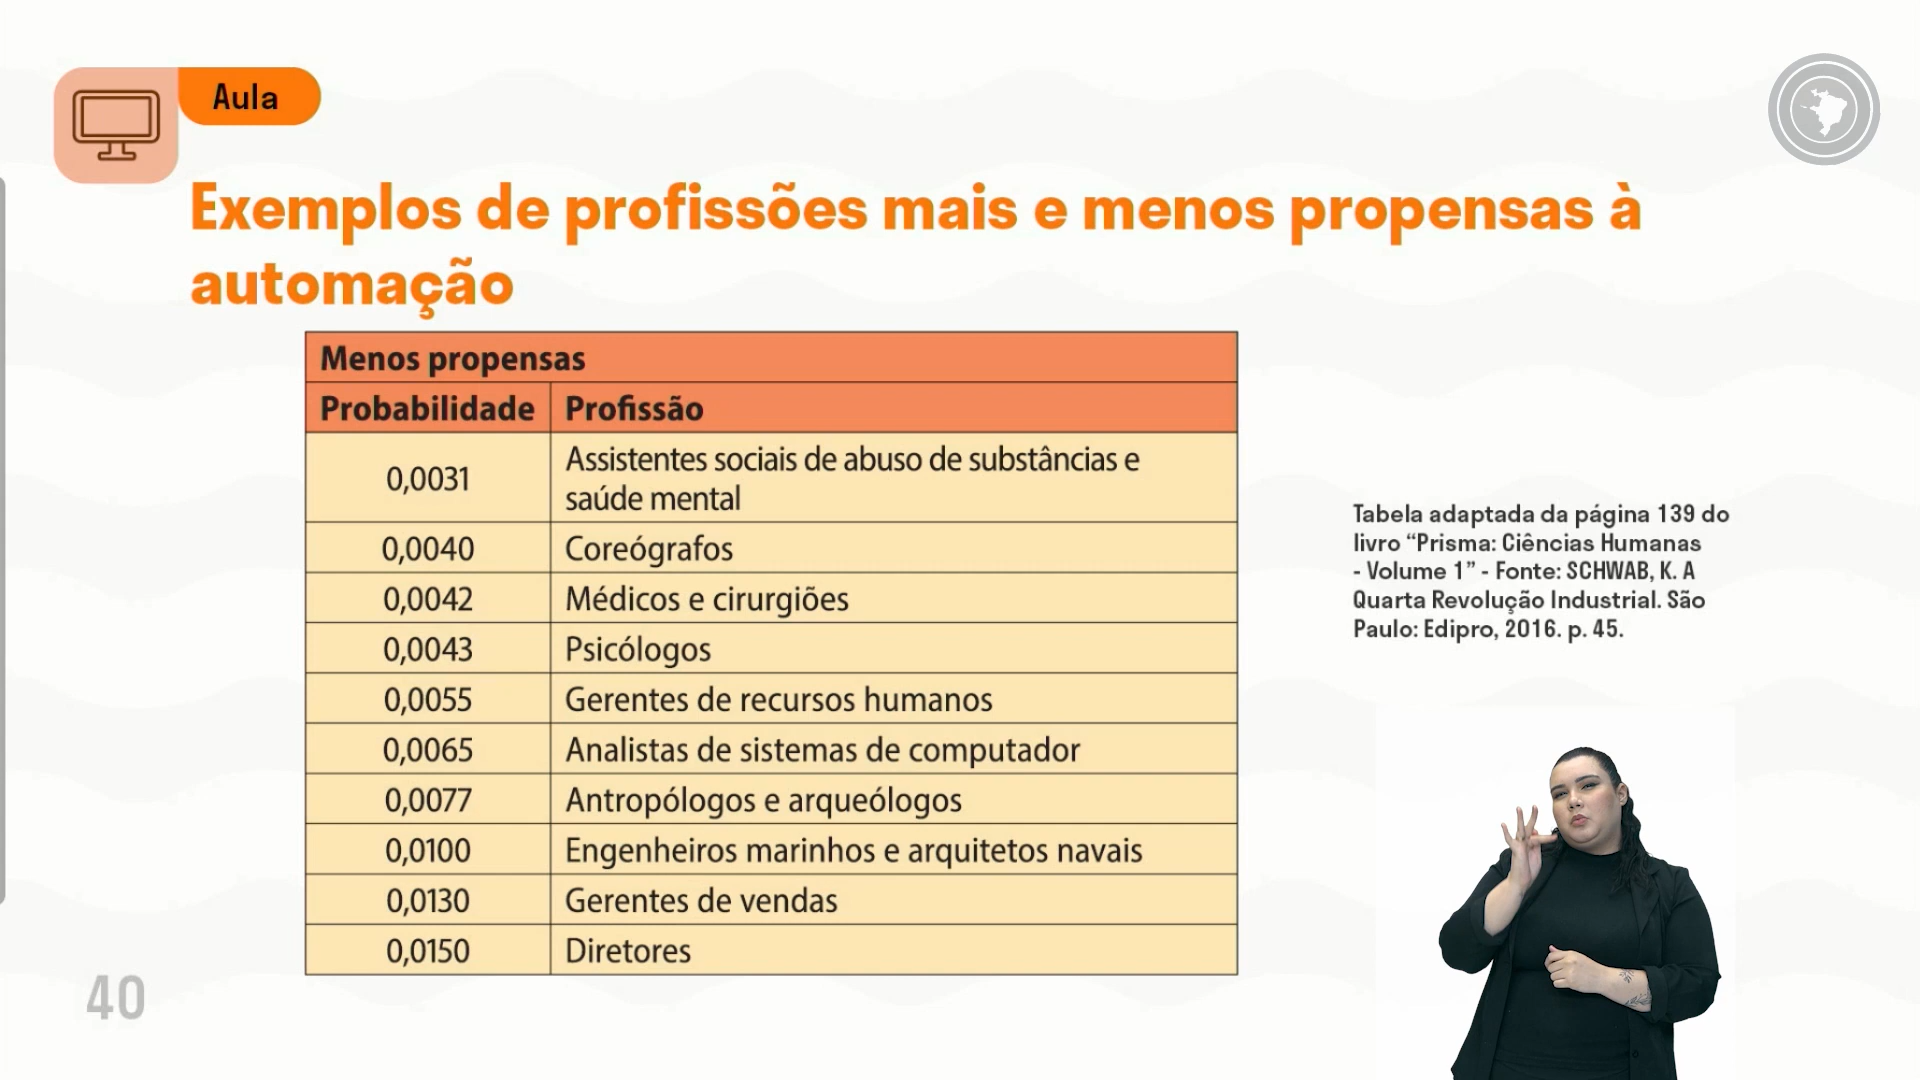 Aula
Exemplos de profissões mais e menos propensas à
automação
Menos propensas
Probabilidade Profissão
0,0031 Assistentes sociais de abuso de substâncias e
saúde mental
0,0040 Coreógrafos
0,0042 Médicos e cirurgiões
0,0043 Psicólogos
0,0055 Gerentes de recursos humanos
0,0065 Analistas de sistemas de computador
0,0077 Antropólogos e arqueólogos
0,0100 Engenheiros marinhos e arquitetos navais
0,0130 Gerentes de vendas
0,0150 Diretores
Tabela adaptada da página 139 do
livro “Prisma: Ciências Humanas
- Volume 1” - Fonte: SCHWAB, K. A
Quarta Revolução Industrial. São
Paulo: Edipro, 2016. p. 45.
40